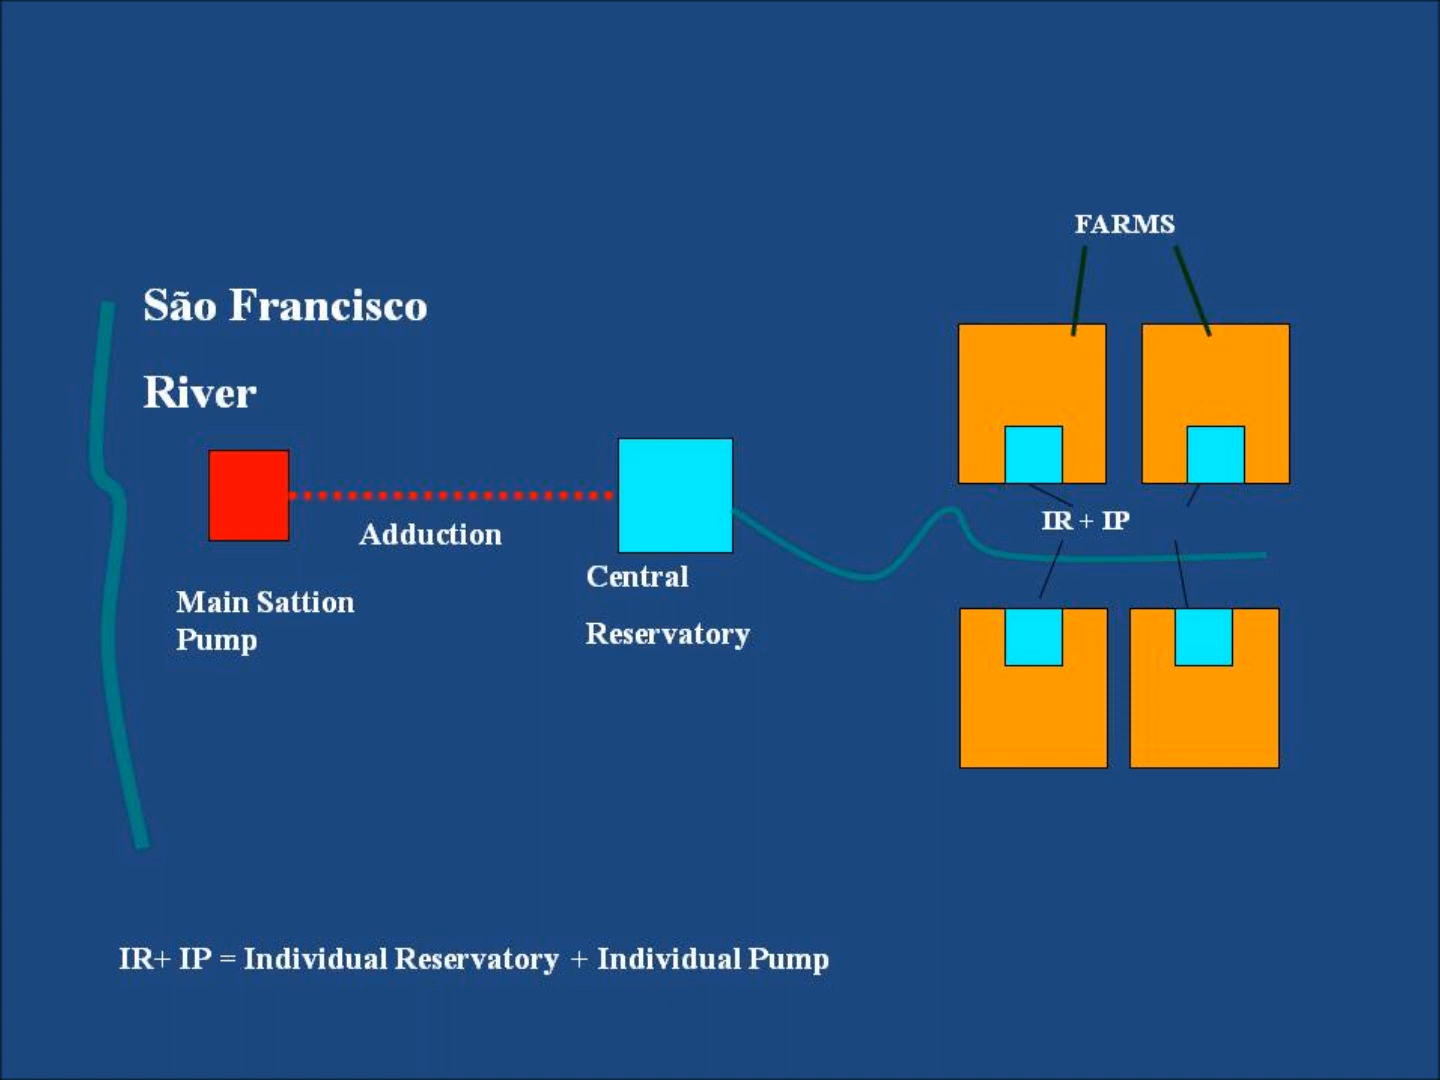 FARMS
São Francisco
River
Adduction
IR + IP
Central
Reservatory
Main Sattion
Pump
IR+ IP = Individual Reservatory + Individual Pump